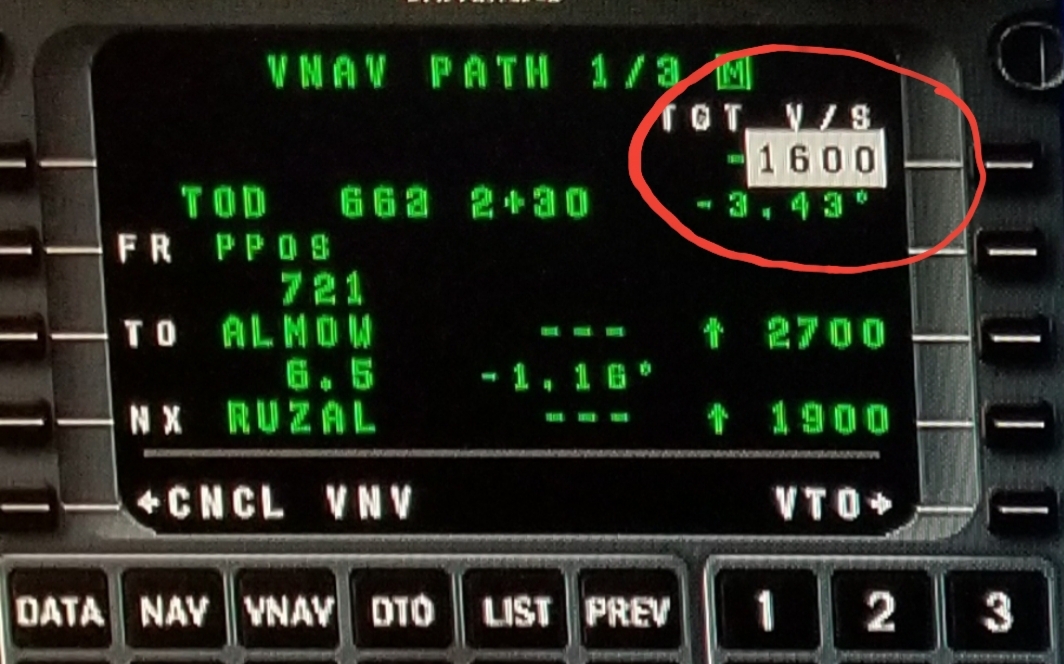 VNAV PATH 1/3 M
TGT V/S
-1600
TOD 662 2+30 -3.43°
FR PPOS
721
TO ALMOW --- ↑ 2700
6.5 -1.16°
NX RUZAL --- ↑ 1900
←CNCL VNV VTO→
DATA NAV VNAV DTO LIST PREV 1 2 3